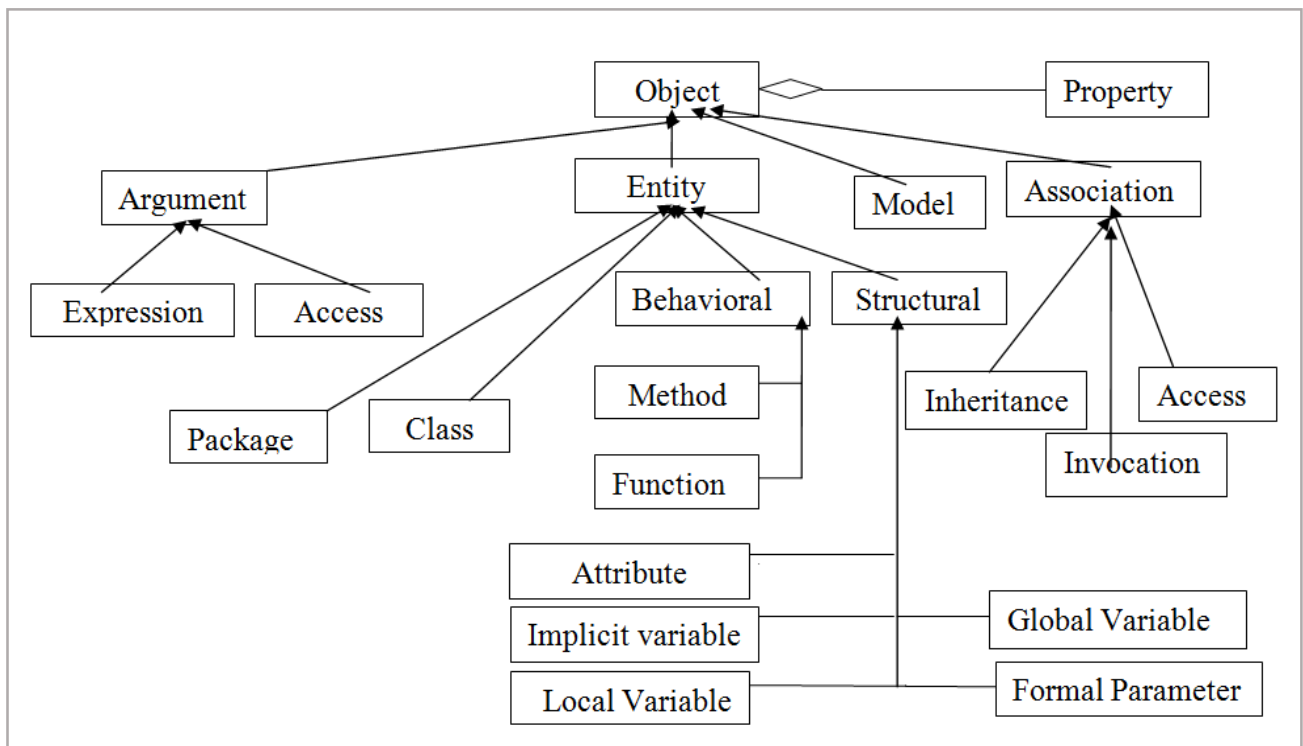 Object
Property
Argument
Entity
Model
Association
Expression
Access
Behavioral
Structural
Inheritance
Access
Package
Class
Method
Invocation
Function
Attribute
Implicit variable
Global Variable
Local Variable
Formal Parameter